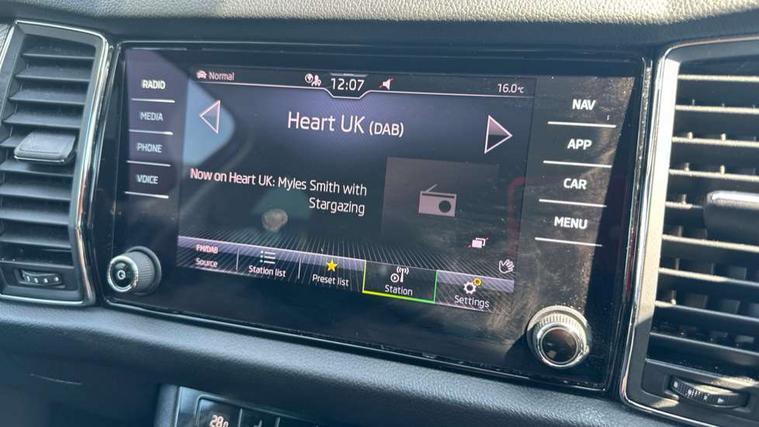 RADIO
MEDIA
PHONE
VOICE
Normal
12:07
16.0°C
Heart UK (DAB)
Now on Heart UK: Myles Smith with
Stargazing
FM/DAB
Source
Station list
Preset list
Station
Settings
NAV
APP
CAR
MENU